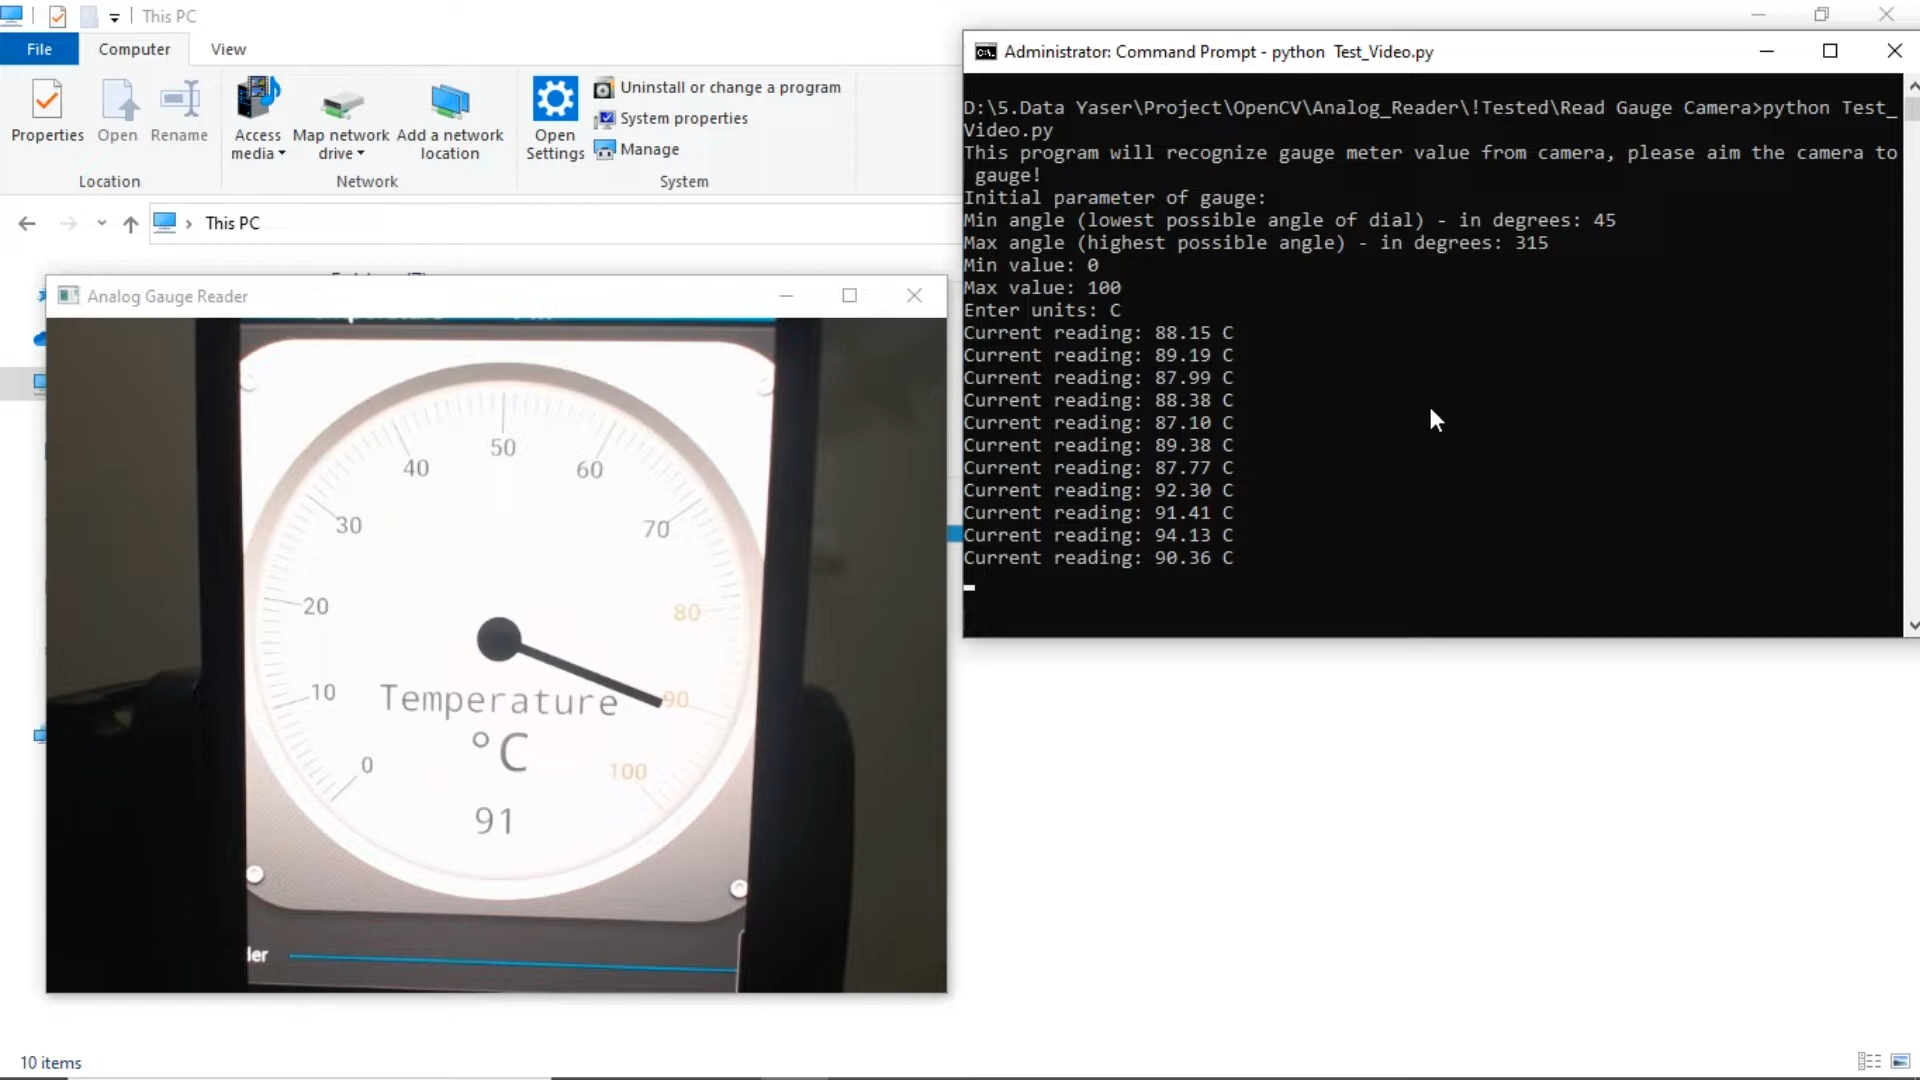 This PC
File
Computer
View
Properties
Open
Rename
Access media
Map network drive
Add a network location
Open Settings
Uninstall or change a program
System properties
Manage
Location
Network
System
This PC
Analog Gauge Reader
50
40
60
30
70
20
80
10
90
Temperature
°C
0
100
91
10 items
Administrator: Command Prompt - python Test_Video.py
D:\5.Data Yaser\Project\OpenCV\Analog_Reader\!Tested\Read Gauge Camera>python Test_
Video.py
This program will recognize gauge meter value from camera, please aim the camera to
gauge!
Initial parameter of gauge:
Min angle (lowest possible angle of dial) - in degrees: 45
Max angle (highest possible angle) - in degrees: 315
Min value: 0
Max value: 100
Enter units: C
Current reading: 88.15 C
Current reading: 89.19 C
Current reading: 87.99 C
Current reading: 88.38 C
Current reading: 87.10 C
Current reading: 89.38 C
Current reading: 87.77 C
Current reading: 92.30 C
Current reading: 91.41 C
Current reading: 94.13 C
Current reading: 90.36 C